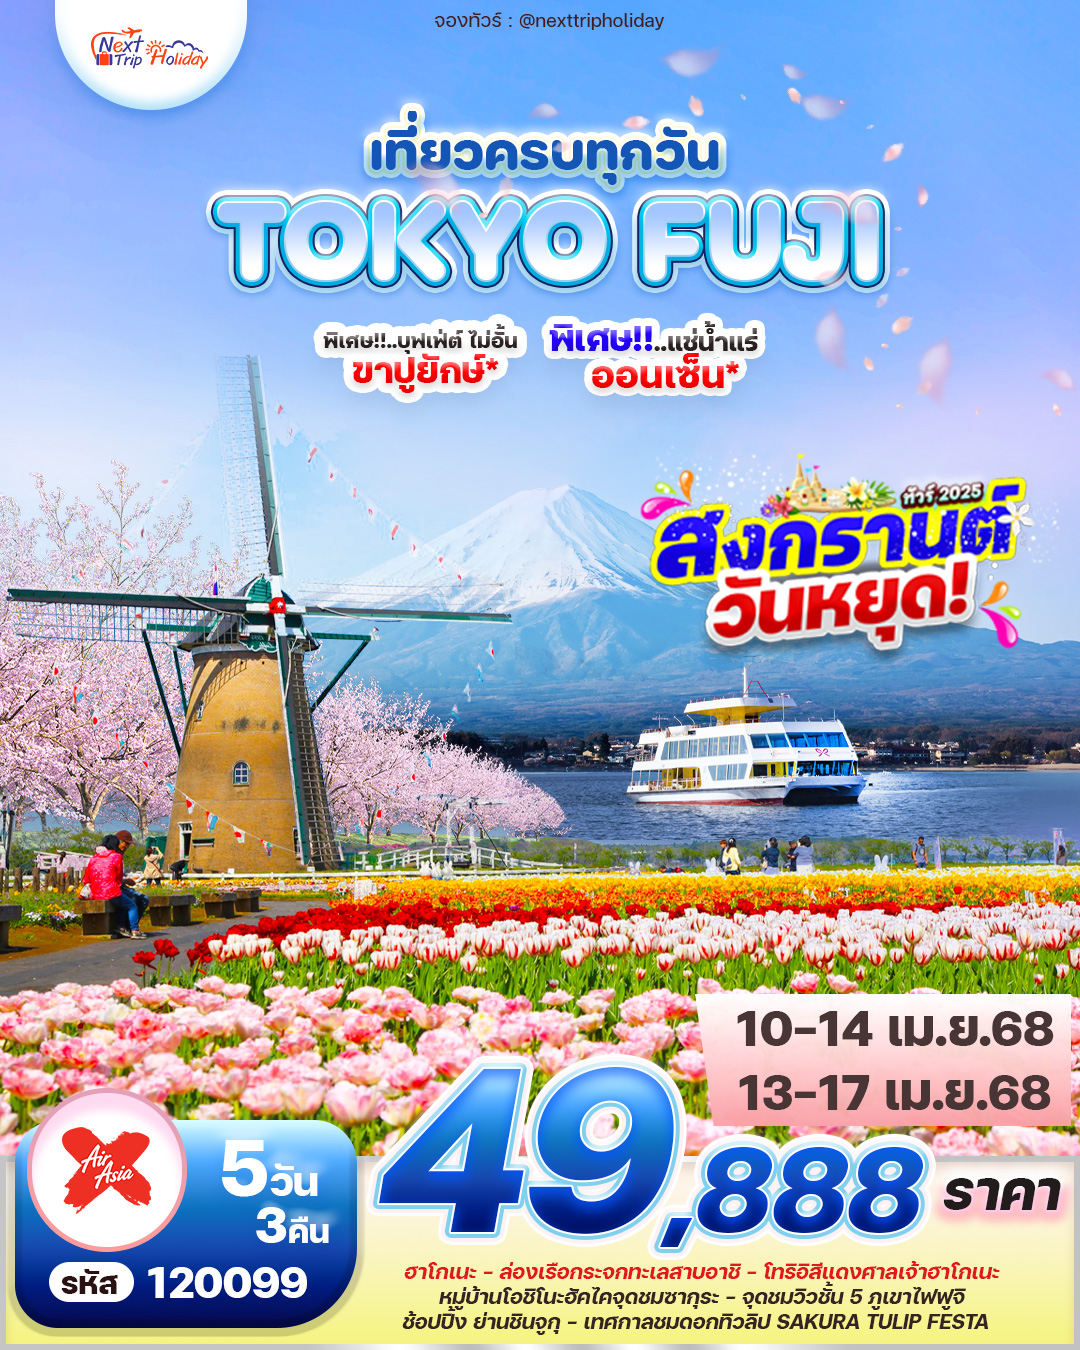 จองทัวร์ : @nexttripholiday
Next Trip Holiday
เที่ยวครบทุกวัน
TOKYO FUJI
พิเศษ!!..บุฟเฟ่ต์ ไม่อั้น
ขาปูยักษ์*
พิเศษ!!..แช่น้ำแร่
ออนเซ็น*
ทัวร์ 2025
สงกรานต์
วันหยุด!
10-14 เม.ย.68
13-17 เม.ย.68
Air Asia X
5วัน
3คืน
รหัส 120099
49,888 ราคา
ฮาโกเนะ - ล่องเรือกระจกทะเลสาบอาชิ - โทริอิสีแดงศาลเจ้าฮาโกเนะ
หมู่บ้านโอชิโนะฮัคไคจุดชมซากุระ - จุดชมวิวชั้น 5 ภูเขาไฟฟูจิ
ช้อปปิ้ง ย่านชินจูกุ - เทศกาลชมดอกทิวลิป SAKURA TULIP FESTA